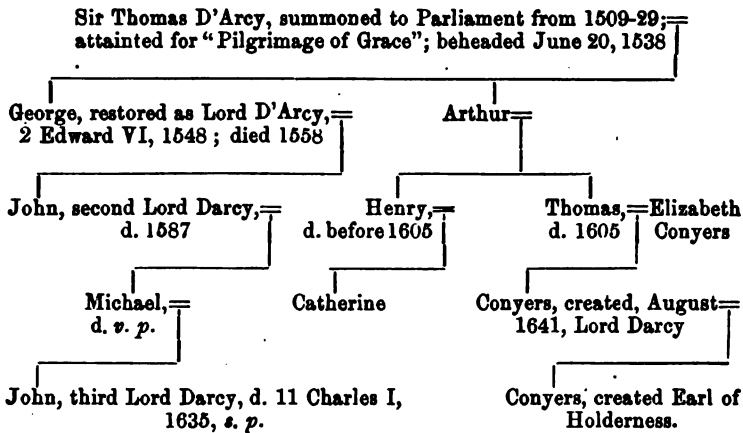 Sir Thomas D'Arcy, summoned to Parliament from 1509-29;
attainted for "Pilgrimage of Grace"; beheaded June 20, 1538
George, restored as Lord D'Arcy,
2 Edward VI, 1548; died 1558
Arthur
John, second Lord Darcy,
d. 1587
Henry,
d. before 1605
Thomas,
d. 1605
Elizabeth
Conyers
Michael,
d. v. p.
Catherine
Conyers, created, August
1641, Lord Darcy
John, third Lord Darcy, d. 11 Charles I,
1635, s. p.
Conyers, created Earl of
Holderness.